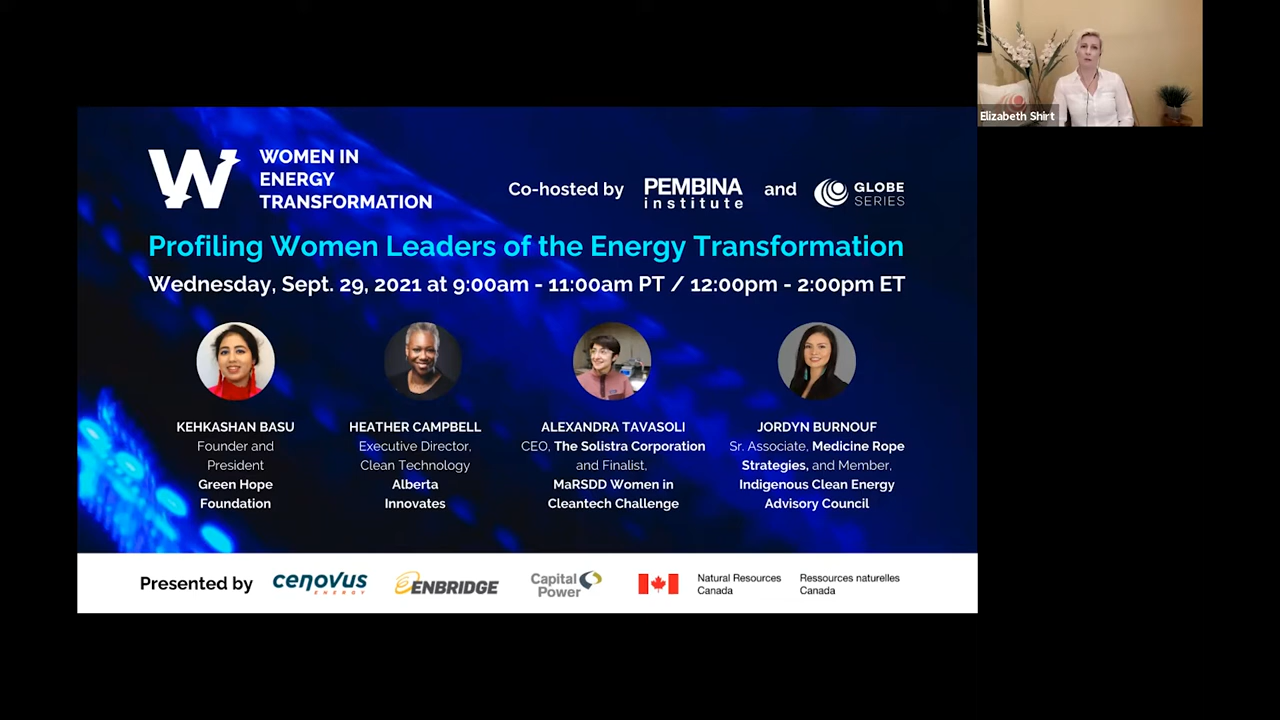 Elizabeth Shirt
W
WOMEN IN
ENERGY
TRANSFORMATION
Co-hosted by PEMBINA institute and GLOBE SERIES
Profiling Women Leaders of the Energy Transformation
Wednesday, Sept. 29, 2021 at 9:00am - 11:00am PT / 12:00pm - 2:00pm ET
KEHKASHAN BASU
Founder and
President
Green Hope
Foundation
HEATHER CAMPBELL
Executive Director,
Clean Technology
Alberta
Innovates
ALEXANDRA TAVASOLI
CEO, The Solistra Corporation
and Finalist,
MaRSDD Women in
Cleantech Challenge
JORDYN BURNOUF
Sr. Associate, Medicine Rope
Strategies, and Member,
Indigenous Clean Energy
Advisory Council
Presented by
cenovus
ENERGY
ENBRIDGE
Capital
Power
Natural Resources
Canada
Ressources naturelles
Canada